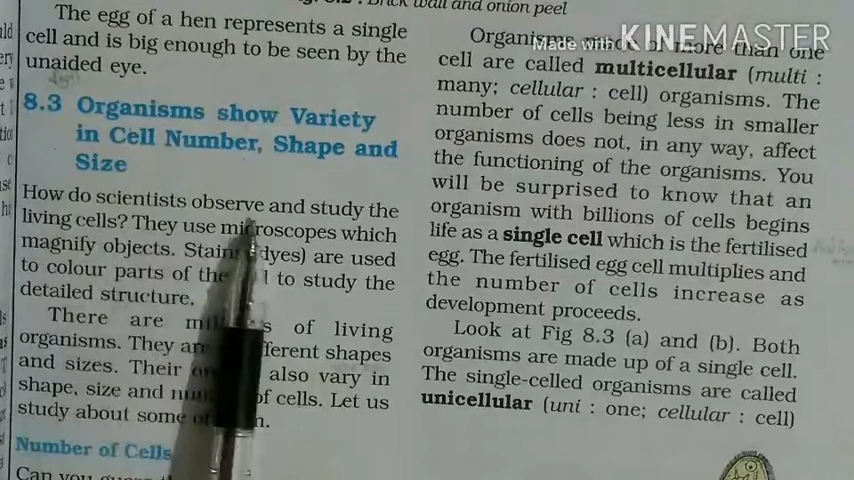 Brick wall and onion peel
The egg of a hen represents a single
cell and is big enough to be seen by the
unaided eye.
8.3 Organisms show Variety
in Cell Number, Shape and
Size
How do scientists observe and study the
living cells? They use microscopes which
magnify objects. Stains (dyes) are used
to colour parts of the to study the
detailed structure.
There are of living
organisms. They are shapes
and sizes. Their also vary in
shape, size and of cells. Let us
study about some
Number of Cells
Can you
Organisms made of more than one
cell are called multicellular (multi :
many; cellular : cell) organisms. The
number of cells being less in smaller
organisms does not, in any way, affect
the functioning of the organisms. You
will be surprised to know that an
organism with billions of cells begins
life as a single cell which is the fertilised
egg. The fertilised egg cell multiplies and
the number of cells increase as
development proceeds.
Look at Fig 8.3 (a) and (b). Both
organisms are made up of a single cell.
The single-celled organisms are called
unicellular (uni : one; cellular : cell)
Made with KINEMASTER